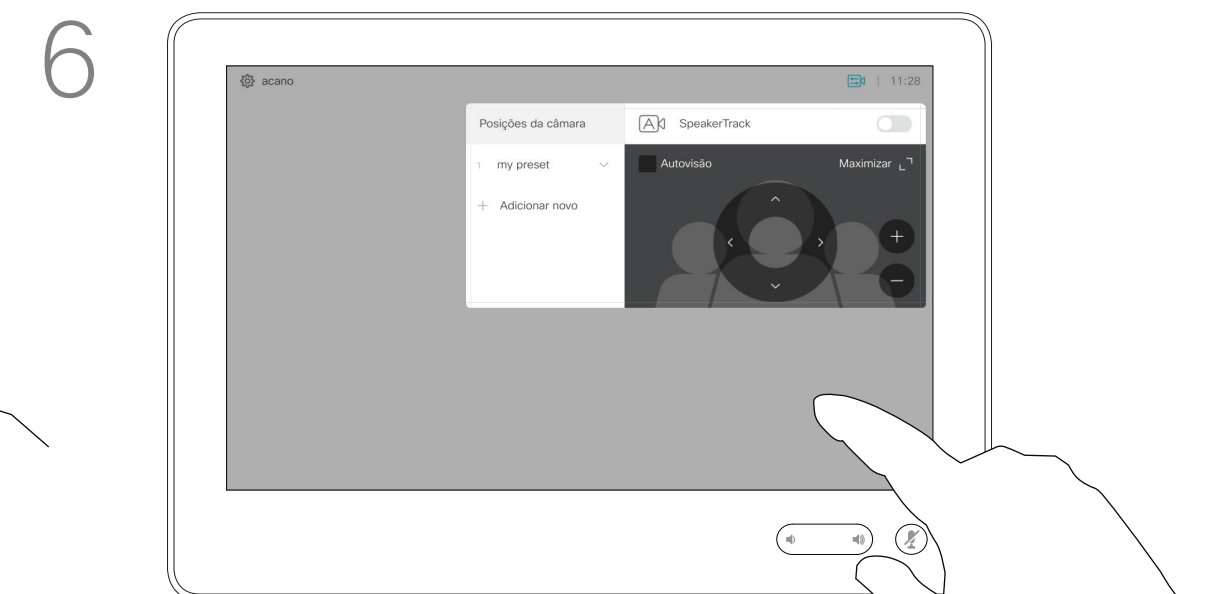 6
acano
11:28
Posições da câmara
SpeakerTrack
1 my preset
Autovisão
Maximizar
+ Adicionar novo